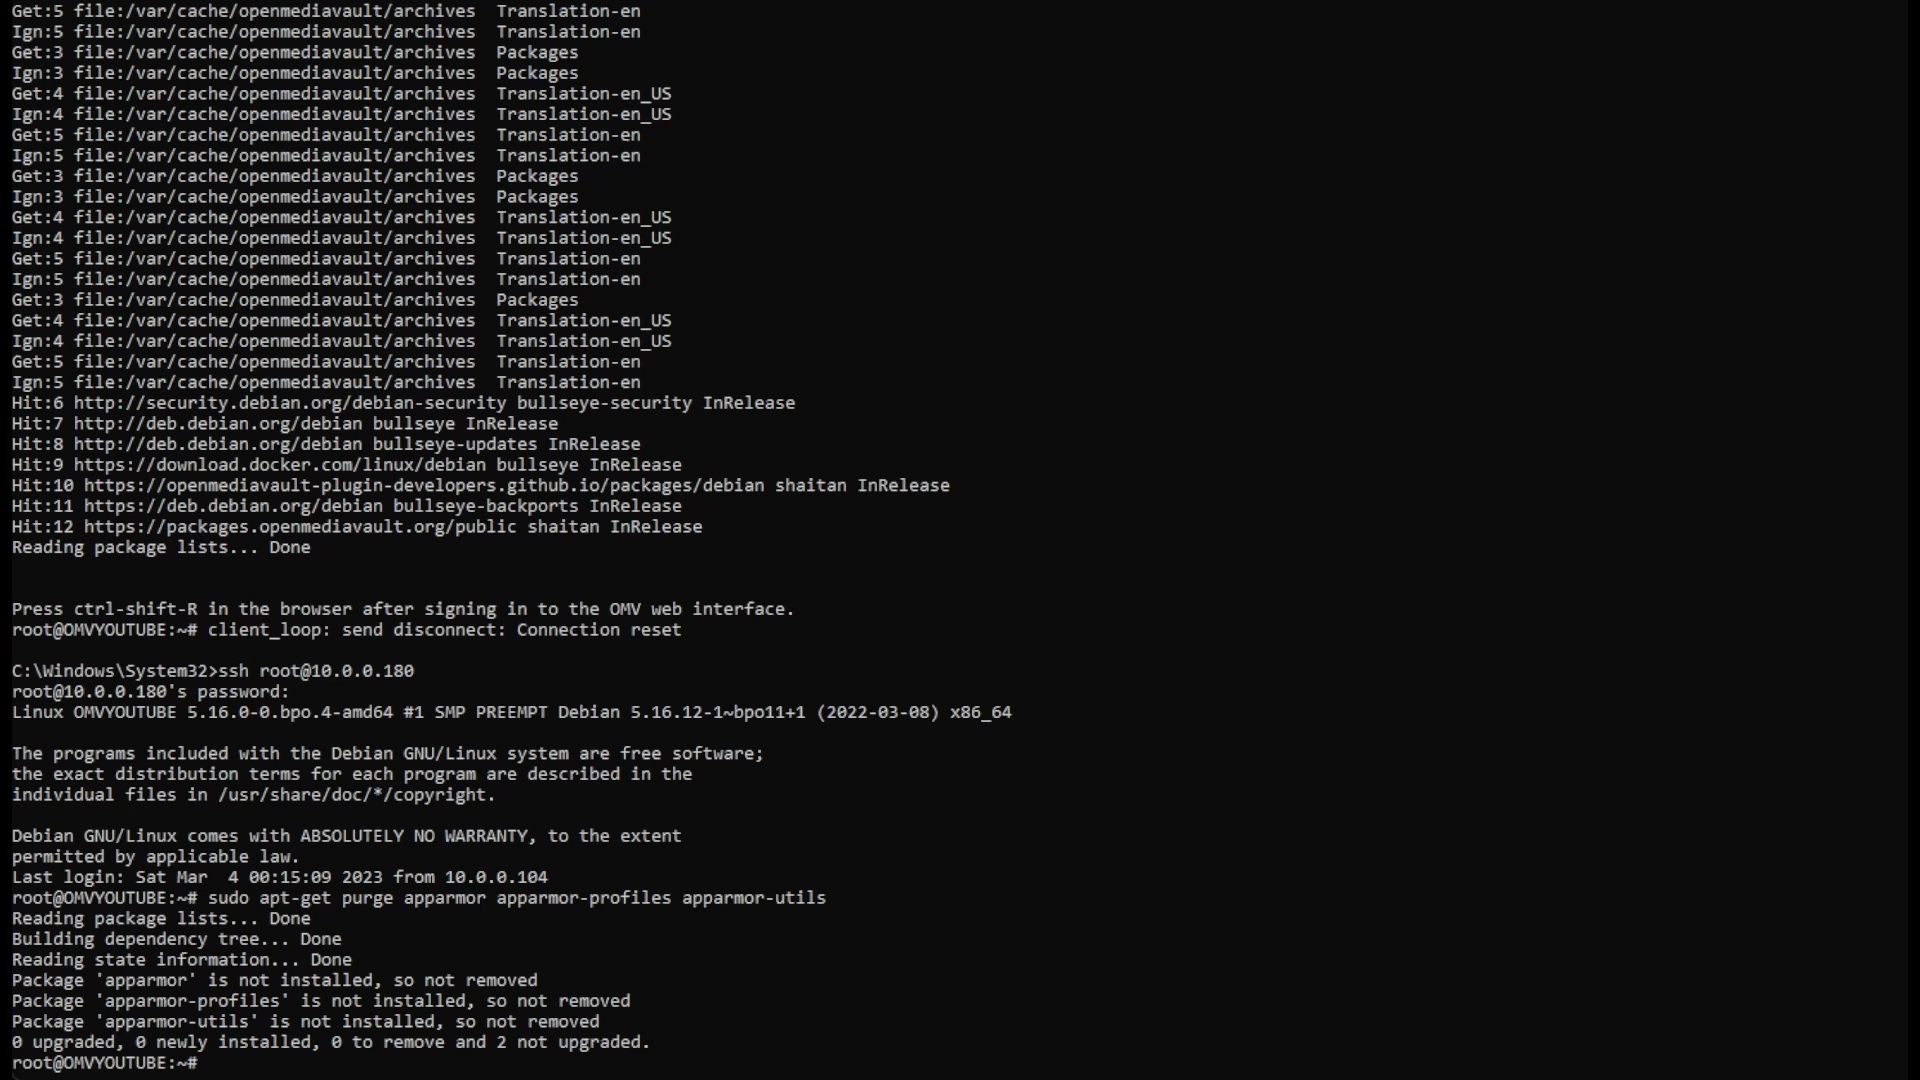 Get:5 file:/var/cache/openmediavault/archives  Translation-en
Ign:5 file:/var/cache/openmediavault/archives  Translation-en
Get:3 file:/var/cache/openmediavault/archives  Packages
Ign:3 file:/var/cache/openmediavault/archives  Packages
Get:4 file:/var/cache/openmediavault/archives  Translation-en_US
Ign:4 file:/var/cache/openmediavault/archives  Translation-en_US
Get:5 file:/var/cache/openmediavault/archives  Translation-en
Ign:5 file:/var/cache/openmediavault/archives  Translation-en
Get:3 file:/var/cache/openmediavault/archives  Packages
Ign:3 file:/var/cache/openmediavault/archives  Packages
Get:4 file:/var/cache/openmediavault/archives  Translation-en_US
Ign:4 file:/var/cache/openmediavault/archives  Translation-en_US
Get:5 file:/var/cache/openmediavault/archives  Translation-en
Ign:5 file:/var/cache/openmediavault/archives  Translation-en
Get:3 file:/var/cache/openmediavault/archives  Packages
Get:4 file:/var/cache/openmediavault/archives  Translation-en_US
Ign:4 file:/var/cache/openmediavault/archives  Translation-en_US
Get:5 file:/var/cache/openmediavault/archives  Translation-en
Ign:5 file:/var/cache/openmediavault/archives  Translation-en
Hit:6 http://security.debian.org/debian-security bullseye-security InRelease
Hit:7 http://deb.debian.org/debian bullseye InRelease
Hit:8 http://deb.debian.org/debian bullseye-updates InRelease
Hit:9 https://download.docker.com/linux/debian bullseye InRelease
Hit:10 https://openmediavault-plugin-developers.github.io/packages/debian shaitan InRelease
Hit:11 https://deb.debian.org/debian bullseye-backports InRelease
Hit:12 https://packages.openmediavault.org/public shaitan InRelease
Reading package lists... Done
Press ctrl-shift-R in the browser after signing in to the OMV web interface.
root@OMVYOUTUBE:~# client_loop: send disconnect: Connection reset
C:\Windows\System32>ssh root@10.0.0.180
root@10.0.0.180's password:
Linux OMVYOUTUBE 5.16.0-0.bpo.4-amd64 #1 SMP PREEMPT Debian 5.16.12-1~bpo11+1 (2022-03-08) x86_64
The programs included with the Debian GNU/Linux system are free software;
the exact distribution terms for each program are described in the
individual files in /usr/share/doc/*/copyright.
Debian GNU/Linux comes with ABSOLUTELY NO WARRANTY, to the extent
permitted by applicable law.
Last login: Sat Mar  4 00:15:09 2023 from 10.0.0.104
root@OMVYOUTUBE:~# sudo apt-get purge apparmor apparmor-profiles apparmor-utils
Reading package lists... Done
Building dependency tree... Done
Reading state information... Done
Package 'apparmor' is not installed, so not removed
Package 'apparmor-profiles' is not installed, so not removed
Package 'apparmor-utils' is not installed, so not removed
0 upgraded, 0 newly installed, 0 to remove and 2 not upgraded.
root@OMVYOUTUBE:~#